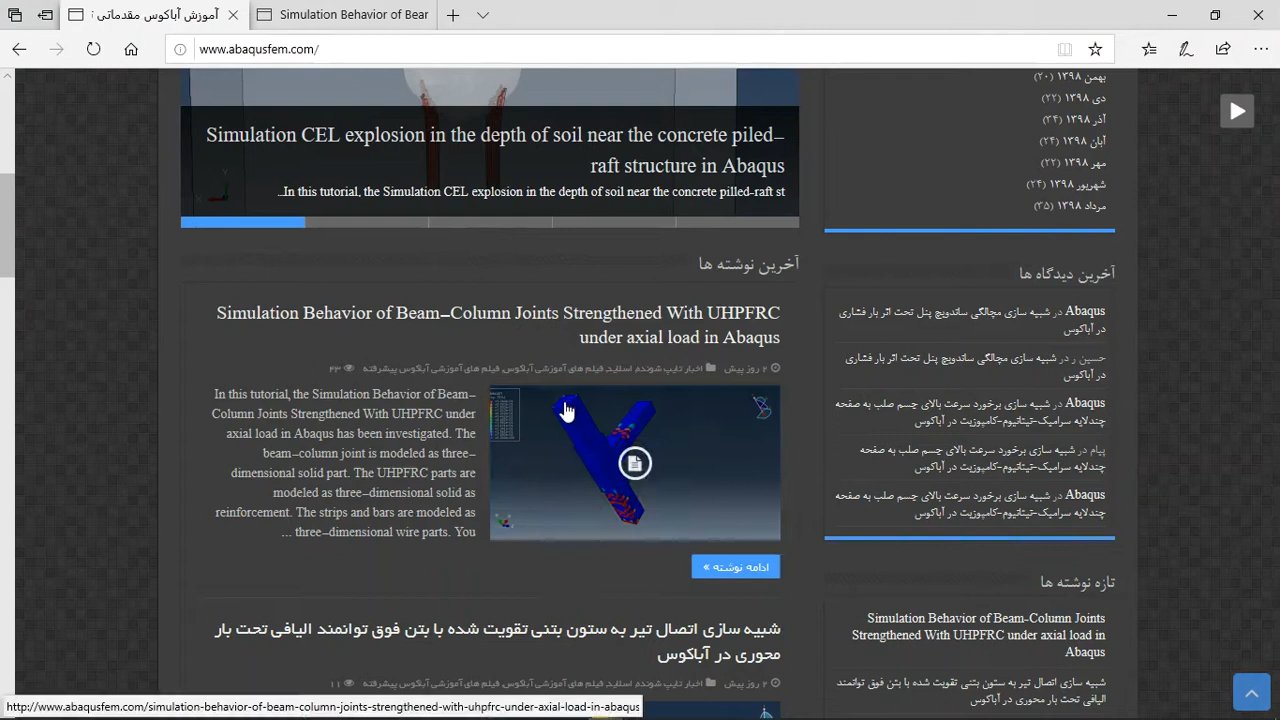 آموزش آباکوس مقدماتی :
Simulation Behavior of Bear
www.abaqusfem.com/
بهمن ۱۳۹۸ (۲۰)
دی ۱۳۹۸ (۲۲)
آذر ۱۳۹۸ (۳۴)
آبان ۱۳۹۸ (۲۴)
مهر ۱۳۹۸ (۲۲)
شهریور ۱۳۹۸ (۲۴)
مرداد ۱۳۹۸ (۳۵)
Simulation CEL explosion in the depth of soil near the concrete piled–
raft structure in Abaqus
...In this tutorial, the Simulation CEL explosion in the depth of soil near the concrete pilled-raft st
آخرین نوشته ها
Simulation Behavior of Beam–Column Joints Strengthened With UHPFRC
under axial load in Abaqus
۲ روز پیش اخبار تایپ شونده, اسلاید, فیلم های آموزشی آباکوس, فیلم های آموزشی آباکوس پیشرفته ۴۳
In this tutorial, the Simulation Behavior of Beam–
Column Joints Strengthened With UHPFRC under
axial load in Abaqus has been investigated. The
beam–column joint is modeled as three–
dimensional solid part. The UHPFRC parts are
modeled as three–dimensional solid as
reinforcement. The strips and bars are modeled as
... three–dimensional wire parts. You
ادامه نوشته »
شبیه سازی اتصال تیر به ستون بتنی تقویت شده با بتن فوق توانمند الیافی تحت بار
محوری در آباکوس
۲ روز پیش اخبار تایپ شونده, اسلاید, فیلم های آموزشی آباکوس, فیلم های آموزشی آباکوس پیشرفته ۱۱
آخرین دیدگاه ها
Abaqus در شبیه سازی مچالگی ساندویچ پنل تحت اثر بار فشاری
در آباکوس
حسین ر در شبیه سازی مچالگی ساندویچ پنل تحت اثر بار فشاری
در آباکوس
Abaqus در شبیه سازی برخورد سرعت بالای جسم صلب به صفحه
چندلایه سرامیک-تیتانیوم-کامپوزیت در آباکوس
پیام در شبیه سازی برخورد سرعت بالای جسم صلب به صفحه
چندلایه سرامیک-تیتانیوم-کامپوزیت در آباکوس
Abaqus در شبیه سازی برخورد سرعت بالای جسم صلب به صفحه
چندلایه سرامیک-تیتانیوم-کامپوزیت در آباکوس
تازه نوشته ها
Simulation Behavior of Beam-Column Joints
Strengthened With UHPFRC under axial load in
Abaqus
شبیه سازی اتصال تیر به ستون بتنی تقویت شده با بتن فوق توانمند
الیافی تحت بار محوری در آباکوس
http://www.abaqusfem.com/simulation-behavior-of-beam-column-joints-strengthened-with-uhpfrc-under-axial-load-in-abaqus